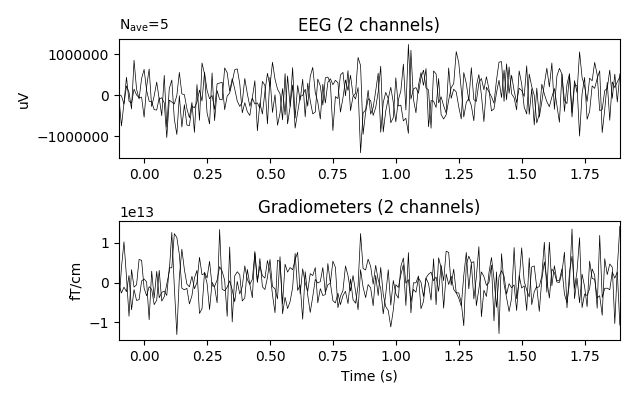 N_ave=5
EEG (2 channels)
1000000
0
−1000000
uV
0.00 0.25 0.50 0.75 1.00 1.25 1.50 1.75
1e13
Gradiometers (2 channels)
1
0
−1
fT/cm
0.00 0.25 0.50 0.75 1.00 1.25 1.50 1.75
Time (s)